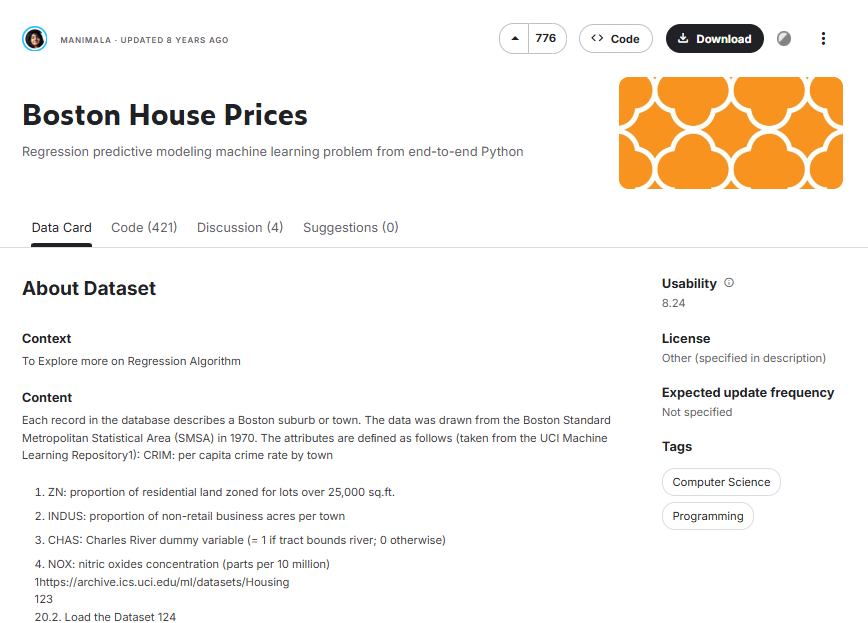 MANIMALA · UPDATED 8 YEARS AGO
776
<> Code
Download
Boston House Prices
Regression predictive modeling machine learning problem from end-to-end Python
Data Card
Code (421)
Discussion (4)
Suggestions (0)
About Dataset
Context
To Explore more on Regression Algorithm
Content
Each record in the database describes a Boston suburb or town. The data was drawn from the Boston Standard
Metropolitan Statistical Area (SMSA) in 1970. The attributes are defined as follows (taken from the UCI Machine
Learning Repository1): CRIM: per capita crime rate by town
1. ZN: proportion of residential land zoned for lots over 25,000 sq.ft.
2. INDUS: proportion of non-retail business acres per town
3. CHAS: Charles River dummy variable (= 1 if tract bounds river; 0 otherwise)
4. NOX: nitric oxides concentration (parts per 10 million)
1https://archive.ics.uci.edu/ml/datasets/Housing
123
20.2. Load the Dataset 124
Usability
8.24
License
Other (specified in description)
Expected update frequency
Not specified
Tags
Computer Science
Programming